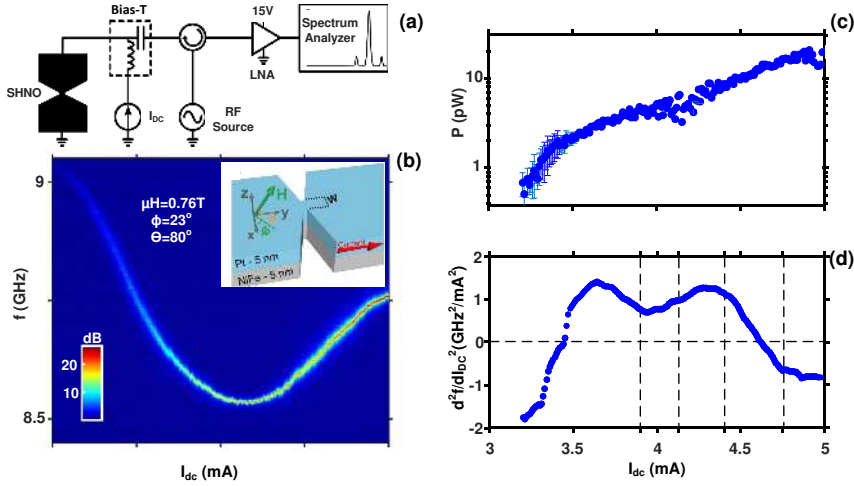 (a)
Bias-T
15V
Spectrum
Analyzer
LNA
SHNO
I_DC
RF
Source
(b)
μH=0.76T
ϕ=23°
Θ=80°
z
H
y
x
φ
W
Current
Pt - 5 nm
NiFe - 5 nm
dB
20
10
9
8.5
f (GHz)
I_dc (mA)
(c)
10
1
P (pW)
(d)
2
1
0
-1
-2
d²f/dI_DC²(GHz²/mA²)
3 3.5 4 4.5 5
I_dc (mA)